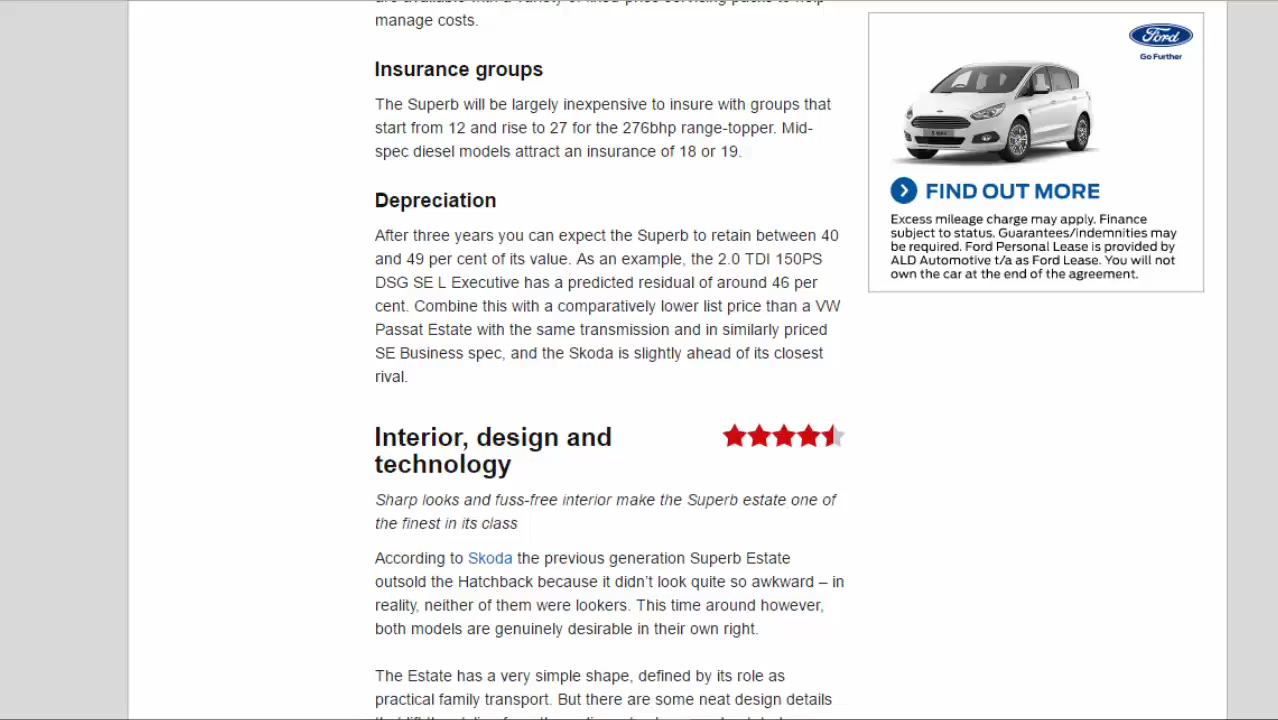 manage costs.
Insurance groups
The Superb will be largely inexpensive to insure with groups that
start from 12 and rise to 27 for the 276bhp range-topper. Mid-
spec diesel models attract an insurance of 18 or 19.
Depreciation
After three years you can expect the Superb to retain between 40
and 49 per cent of its value. As an example, the 2.0 TDI 150PS
DSG SE L Executive has a predicted residual of around 46 per
cent. Combine this with a comparatively lower list price than a VW
Passat Estate with the same transmission and in similarly priced
SE Business spec, and the Skoda is slightly ahead of its closest
rival.
Interior, design and
technology
Sharp looks and fuss-free interior make the Superb estate one of
the finest in its class
According to Skoda the previous generation Superb Estate
outsold the Hatchback because it didn’t look quite so awkward – in
reality, neither of them were lookers. This time around however,
both models are genuinely desirable in their own right.
The Estate has a very simple shape, defined by its role as
practical family transport. But there are some neat design details
Ford
Go Further
FIND OUT MORE
Excess mileage charge may apply. Finance
subject to status. Guarantees/indemnities may
be required. Ford Personal Lease is provided by
ALD Automotive t/a as Ford Lease. You will not
own the car at the end of the agreement.